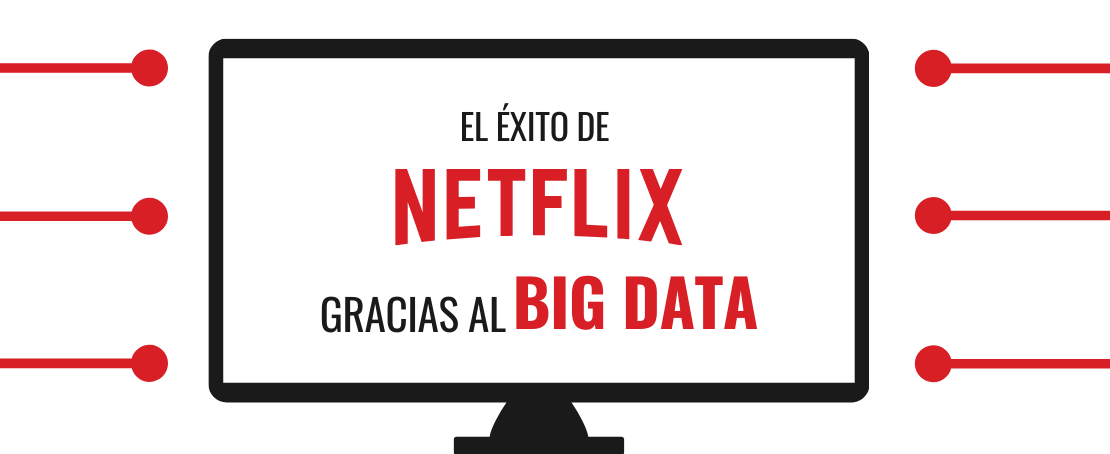 EL ÉXITO DE
NETFLIX
GRACIAS AL BIG DATA